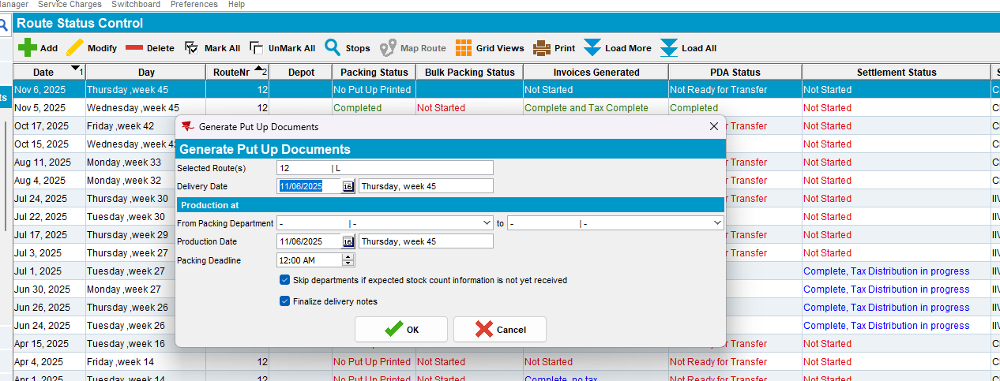 Manager Service Charges Switchboard Preferences Help
Route Status Control
Add Modify Delete Mark All UnMark All Stops Map Route Grid Views Print Load More Load All
Date 1 Day RouteNr 2 Depot Packing Status Bulk Packing Status Invoices Generated PDA Status Settlement Status S
Nov 6, 2025 Thursday ,week 45 12 No Put Up Printed Not Started Not Ready for Transfer Not Started C
ts
Nov 5, 2025 Wednesday ,week 45 12 Completed Not Started Complete and Tax Complete Completed Not Started C
Oct 17, 2025 Friday ,week 42 r Transfer Not Started C
Oct 15, 2025 Wednesday ,week 42 Not Started C
Aug 11, 2025 Monday ,week 33 r Transfer Not Started C
Aug 4, 2025 Monday ,week 32 r Transfer Not Started C
Jul 24, 2025 Thursday ,week 30 r Transfer Not Started IIV
Jul 22, 2025 Tuesday ,week 30 Not Started IIV
Jul 17, 2025 Thursday ,week 29 r Transfer Not Started IIV
Jul 3, 2025 Thursday ,week 27 r Transfer Not Started IIV
Jul 1, 2025 Tuesday ,week 27 Complete, Tax Distribution in progress IIV
Jun 30, 2025 Monday ,week 27 Complete, Tax Distribution in progress IIV
Jun 26, 2025 Thursday ,week 26 Complete, Tax Distribution in progress IIV
Jun 24, 2025 Tuesday ,week 26 Complete, Tax Distribution in progress IIV
Apr 15, 2025 Tuesday ,week 16 r Transfer Not Started C
Apr 4, 2025 Friday ,week 14 12 No Put Up Printed Not Started Not Started Not Ready for Transfer Not Started C
Apr 1, 2025 Tuesday ,week 14 12 No Put Up Printed Not Started Complete, no tax Not Ready for Transfer Not Started C
Generate Put Up Documents
Generate Put Up Documents
Selected Route(s) 12 | L
Delivery Date 11/06/2025 16 Thursday, week 45
Production at
From Packing Department - | - to - | -
Production Date 11/06/2025 16 Thursday, week 45
Packing Deadline 12:00 AM
Skip departments if expected stock count information is not yet received
Finalize delivery notes
OK Cancel